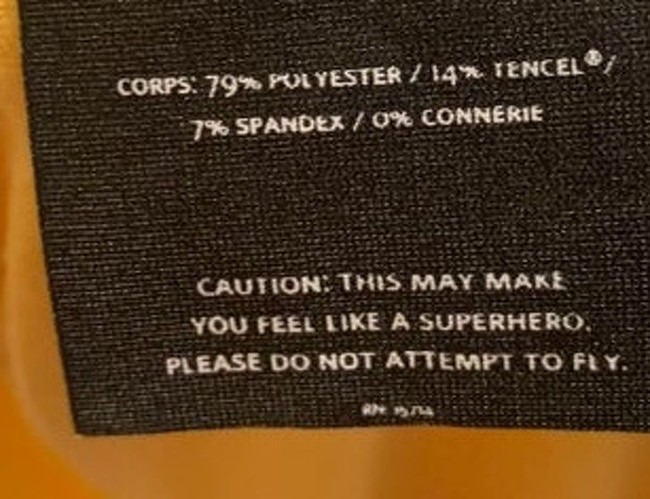 CORPS: 79% POLYESTER / 14% TENCEL®/
7% SPANDEX / 0% CONNERIE
CAUTION: THIS MAY MAKE
YOU FEEL LIKE A SUPERHERO.
PLEASE DO NOT ATTEMPT TO FLY.